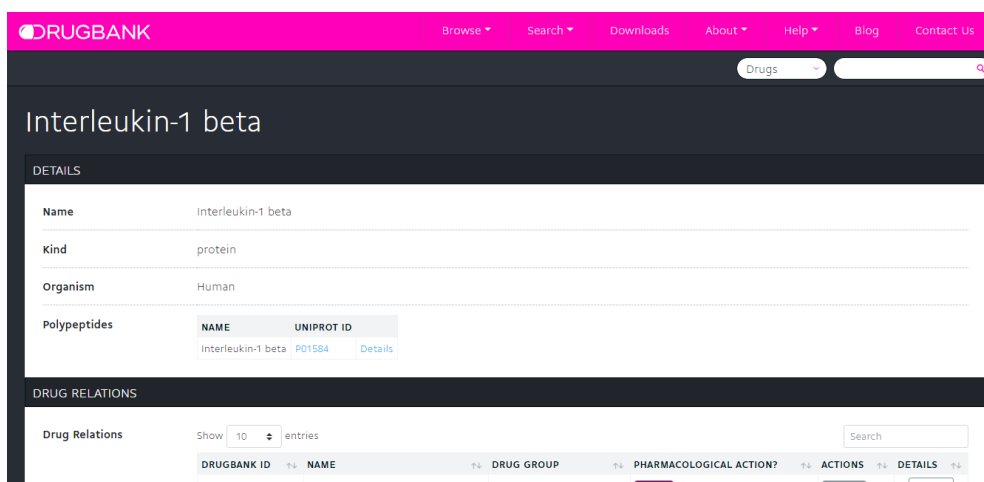 DRUGBANK Browse Search Downloads About Help Blog Contact Us
Drugs
Interleukin-1 beta
DETAILS
Name Interleukin-1 beta
Kind protein
Organism Human
Polypeptides NAME UNIPROT ID
Interleukin-1 beta P01584 Details
DRUG RELATIONS
Drug Relations Show 10 entries Search
DRUGBANK ID NAME DRUG GROUP PHARMACOLOGICAL ACTION? ACTIONS DETAILS